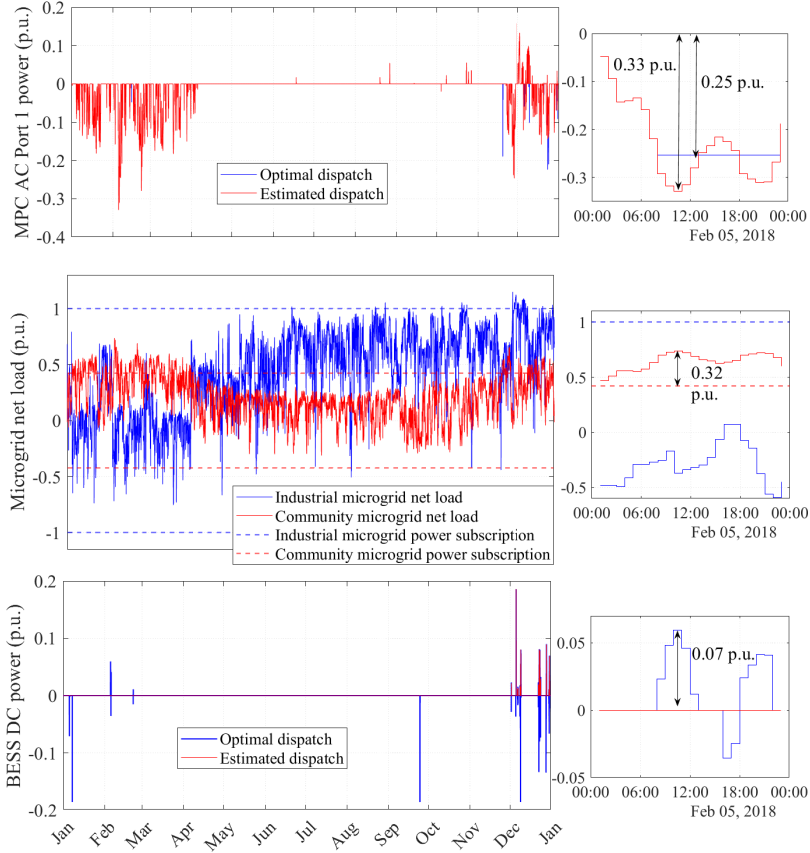 MPC AC Port 1 power (p.u.)
0.2
0.1
0
-0.1
-0.2
-0.3
-0.4
Optimal dispatch
Estimated dispatch
0
-0.1
-0.2
-0.3
0.33 p.u.
0.25 p.u.
00:00 06:00 12:00 18:00 00:00
Feb 05, 2018
Microgrid net load (p.u.)
1
0.5
0
-0.5
-1
Industrial microgrid net load
Community microgrid net load
Industrial microgrid power subscription
Community microgrid power subscription
1
0.5
0
-0.5
0.32
p.u.
00:00 06:00 12:00 18:00 00:00
Feb 05, 2018
BESS DC power (p.u.)
0.2
0.1
0
-0.1
-0.2
Optimal dispatch
Estimated dispatch
Jan Feb Mar Apr May Jun Jul Aug Sep Oct Nov Dec Jan
0.05
0
0.05
0.07 p.u.
00:00 06:00 12:00 18:00 00:00
Feb 05, 2018